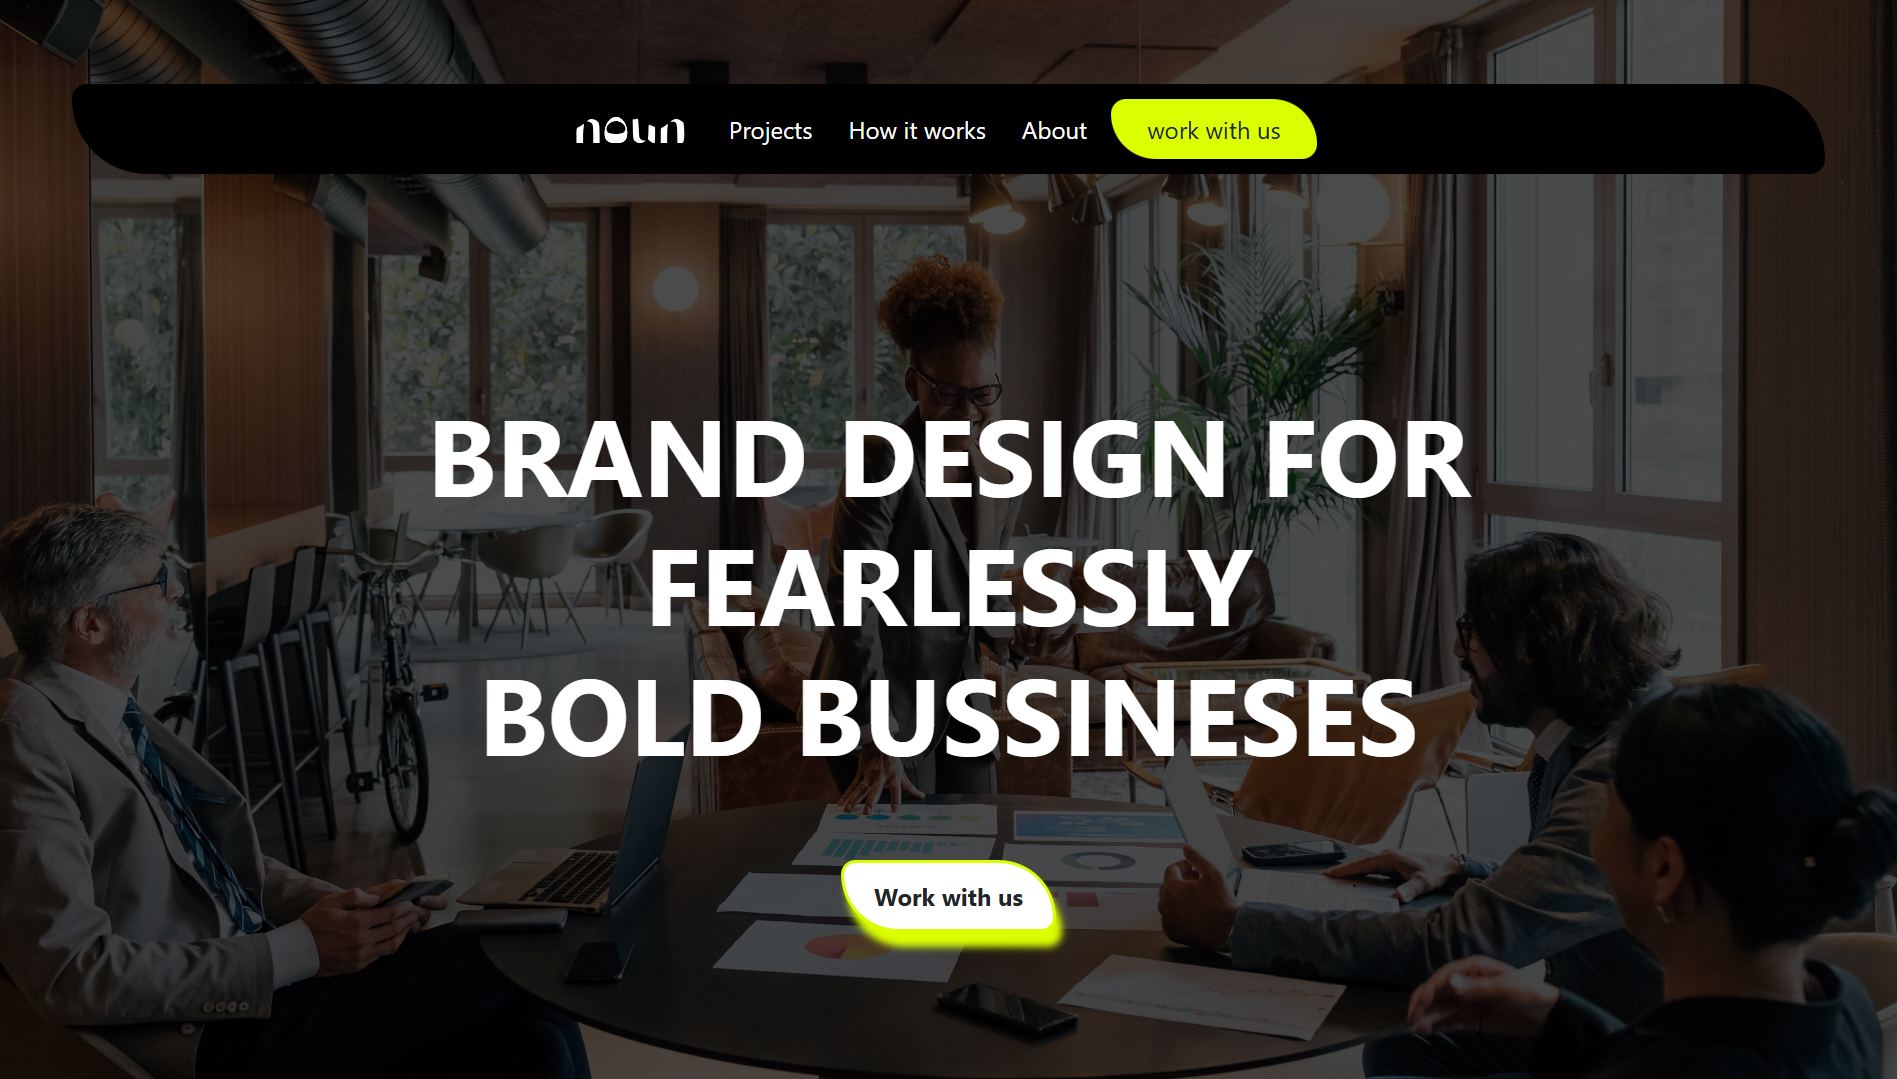 noun Projects How it works About work with us
BRAND DESIGN FOR
FEARLESSLY
BOLD BUSSINESES
Work with us